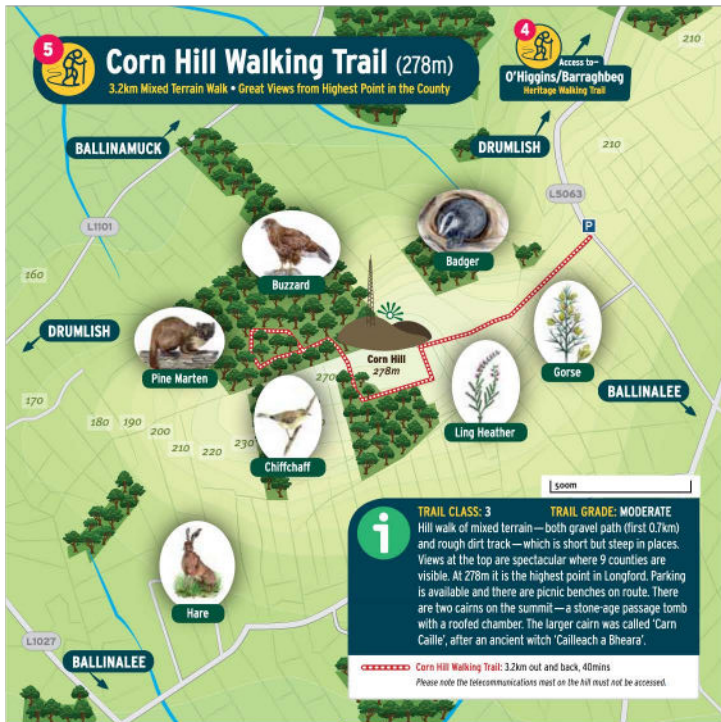 5
Corn Hill Walking Trail (278m)
3.2km Mixed Terrain Walk • Great Views from Highest Point in the County
4
Access to–
O'Higgins/Barraghbeg
Heritage Walking Trail
210
BALLINAMUCK
DRUMLISH
210
L5063
P
L1101
Badger
Buzzard
160
DRUMLISH
Pine Marten
Corn Hill
278m
270
Gorse
BALLINALEE
170
180
190
200
210
220
230
Chiffchaff
Ling Heather
500m
Hare
L1027
BALLINALEE
i
TRAIL CLASS: 3 TRAIL GRADE: MODERATE
Hill walk of mixed terrain—both gravel path (first 0.7km)
and rough dirt track—which is short but steep in places.
Views at the top are spectacular where 9 counties are
visible. At 278m it is the highest point in Longford. Parking
is available and there are picnic benches on route. There
are two cairns on the summit—a stone-age passage tomb
with a roofed chamber. The larger cairn was called 'Carn
Caille', after an ancient witch 'Cailleach a Bheara'.
Corn Hill Walking Trail: 3.2km out and back, 40mins
Please note the telecommunications mast on the hill must not be accessed.